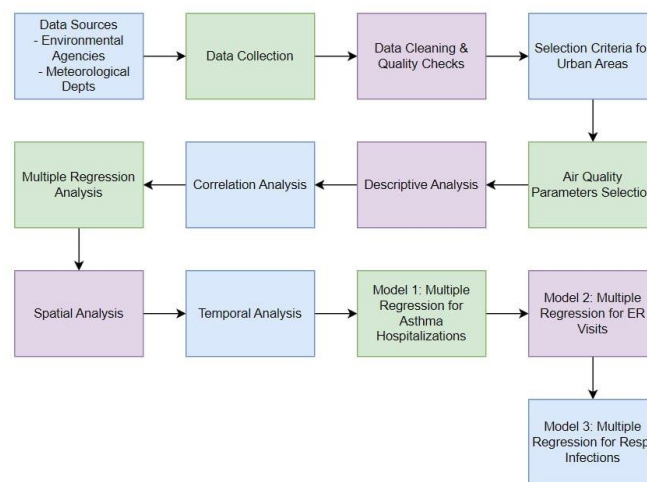 Data Sources
- Environmental
Agencies
- Meteorological
Depts
Data Collection
Data Cleaning &
Quality Checks
Selection Criteria fo
Urban Areas
Air Quality
Parameters Selectio
Descriptive Analysis
Correlation Analysis
Multiple Regression
Analysis
Spatial Analysis
Temporal Analysis
Model 1: Multiple
Regression for
Asthma
Hospitalizations
Model 2: Multiple
Regression for ER
Visits
Model 3: Multiple
Regression for Resp
Infections